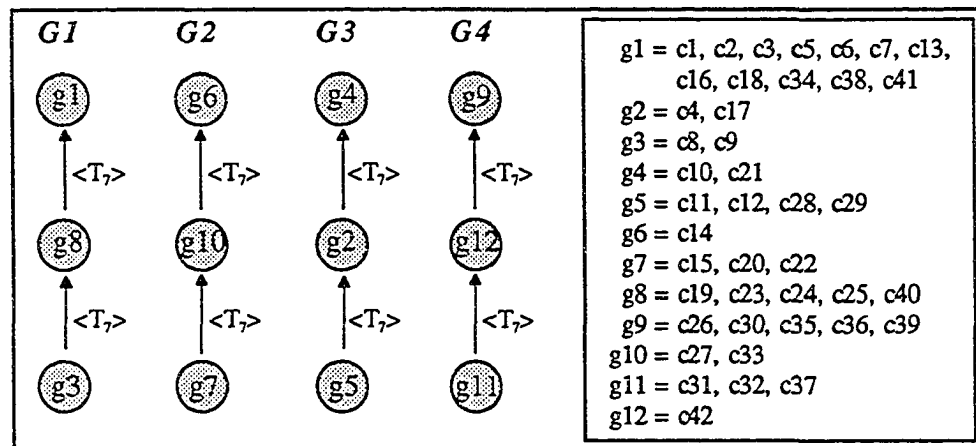 G1 G2 G3 G4
g1 g6 g4 g9
<T7> <T7> <T7> <T7>
g8 g10 g2 g12
<T7> <T7> <T7> <T7>
g3 g7 g5 g11
g1 = c1, c2, c3, c5, c6, c7, c13,
c16, c18, c34, c38, c41
g2 = c4, c17
g3 = c8, c9
g4 = c10, c21
g5 = c11, c12, c28, c29
g6 = c14
g7 = c15, c20, c22
g8 = c19, c23, c24, c25, c40
g9 = c26, c30, c35, c36, c39
g10 = c27, c33
g11 = c31, c32, c37
g12 = c42